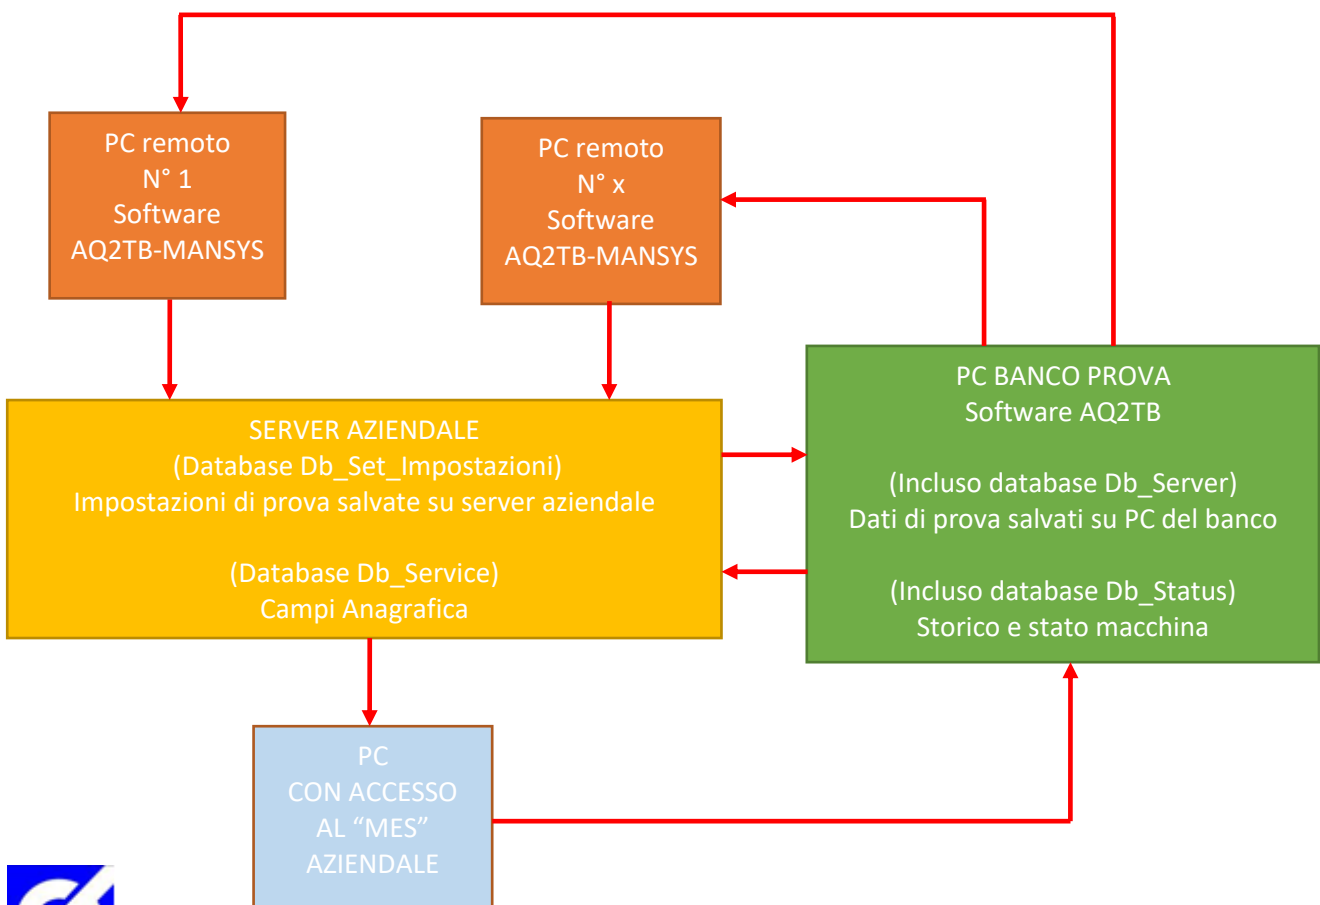 PC remoto
N° 1
Software
AQ2TB-MANSYS
PC remoto
N° x
Software
AQ2TB-MANSYS
SERVER AZIENDALE
(Database Db_Set_Impostazioni)
Impostazioni di prova salvate su server aziendale
(Database Db_Service)
Campi Anagrafica
PC BANCO PROVA
Software AQ2TB
(Incluso database Db_Server)
Dati di prova salvati su PC del banco
(Incluso database Db_Status)
Storico e stato macchina
PC
CON ACCESSO
AL “MES”
AZIENDALE